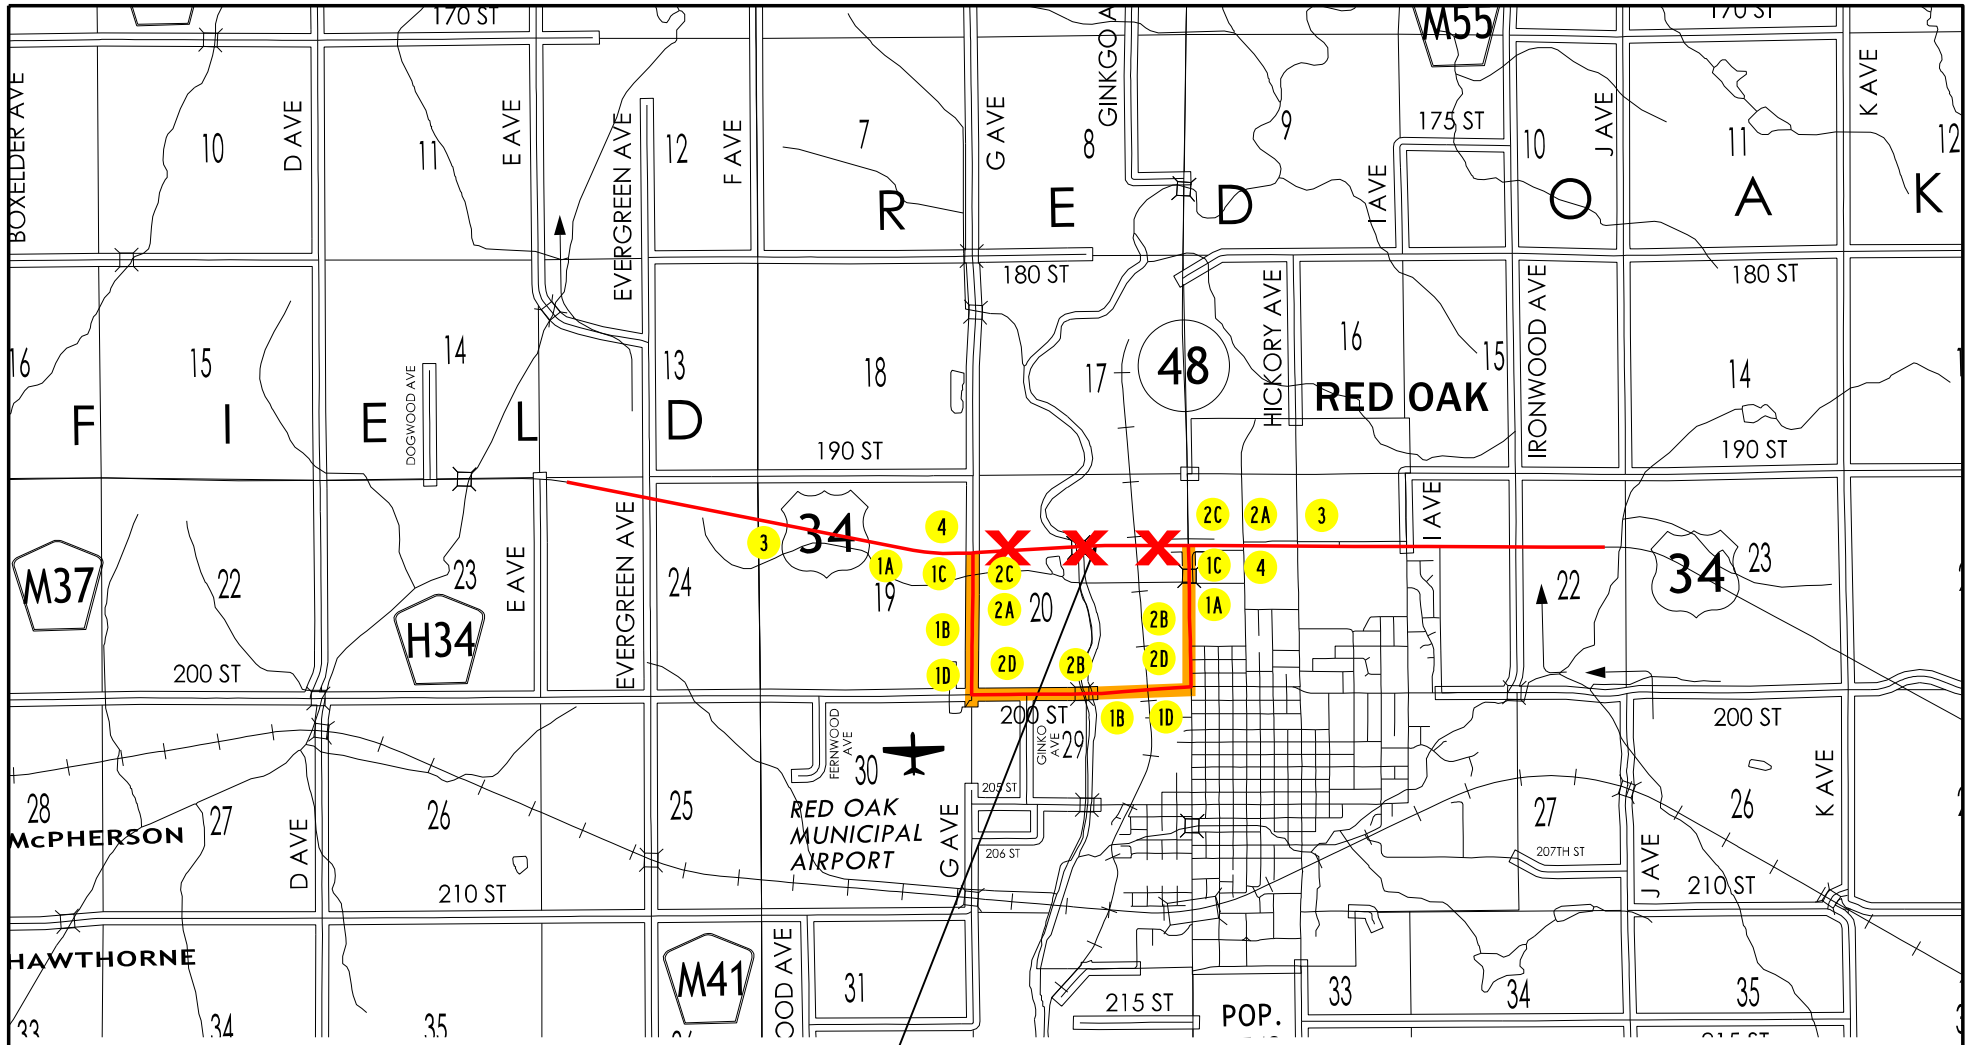 170 ST
M55
170 ST
BOXELDER AVE
10
D AVE
11
E AVE
EVERGREEN AVE
12
F AVE
7
G AVE
8
GINKGO A
9
175 ST
I AVE
10
J AVE
11
K AVE
12
R E D O A K
180 ST
180 ST
16
15
14
DOGWOOD AVE
13
18
17
48
HICKORY AVE
16
RED OAK
15
IRONWOOD AVE
14
F I E L D
190 ST
190 ST
M37
22
H34
23
E AVE
EVERGREEN AVE
24
3
34
4
1A
1C
19
1B
1D
X X X
2C
2A
20
2D
2B
2B
2D
2C
2A
3
1C
4
1A
I AVE
22
34
23
200 ST
200 ST
1B
1D
200 ST
FERNWOOD
AVE
GINKO
AVE
29
30
205 ST
206 ST
RED OAK
MUNICIPAL
AIRPORT
G AVE
28
McPHERSON
27
D AVE
26
25
27
207TH ST
J AVE
26
K AVE
210 ST
210 ST
HAWTHORNE
M41
OOD AVE
31
215 ST
POP.
33
34
35
33
34
35
215 ST